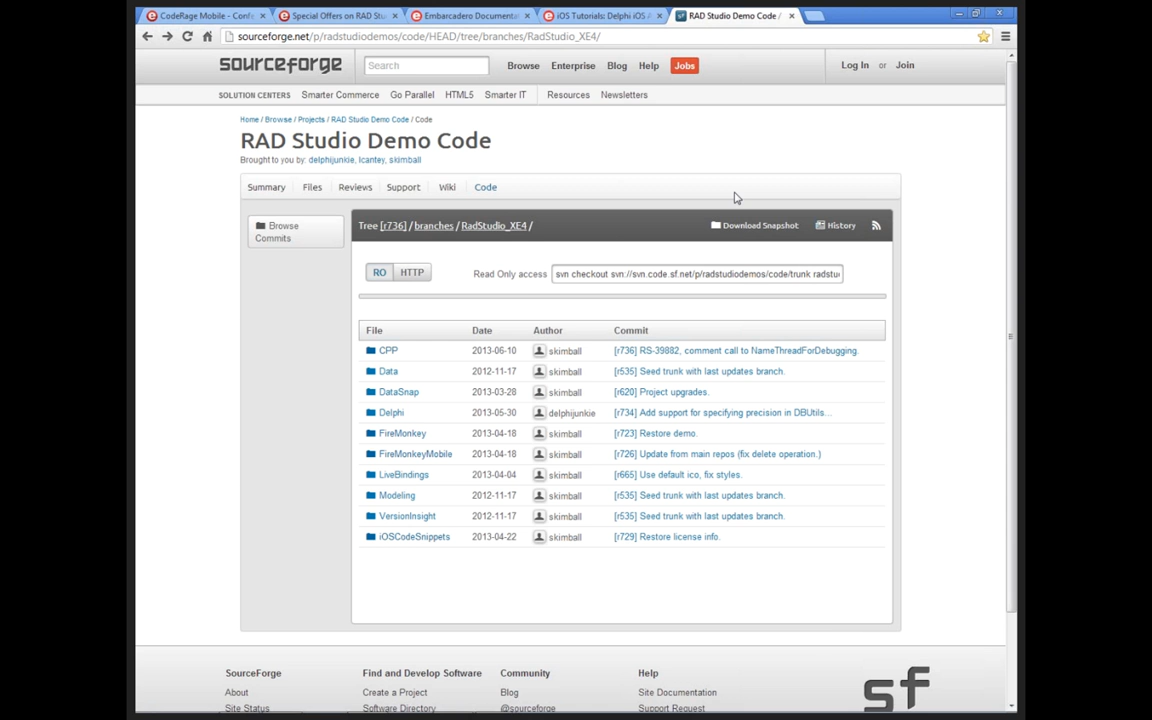 CodeRage Mobile - Confe
Special Offers on RAD Stu
Embarcadero Documentat
iOS Tutorials: Delphi iOS A
RAD Studio Demo Code /
sourceforge.net/p/radstudiodemos/code/HEAD/tree/branches/RadStudio_XE4/
sourceforge
Search
Browse
Enterprise
Blog
Help
Jobs
Log In or Join
SOLUTION CENTERS
Smarter Commerce
Go Parallel
HTML5
Smarter IT
Resources
Newsletters
Home / Browse / Projects / RAD Studio Demo Code / Code
RAD Studio Demo Code
Brought to you by: delphijunkie, lcantey, skimball
Summary
Files
Reviews
Support
Wiki
Code
Browse
Commits
Tree [r736] / branches / RadStudio_XE4 /
Download Snapshot
History
RO
HTTP
Read Only access
svn checkout svn://svn.code.sf.net/p/radstudiodemos/code/trunk radstu
File Date Author Commit
CPP 2013-06-10 skimball [r736] RS-39882, comment call to NameThreadForDebugging.
Data 2012-11-17 skimball [r535] Seed trunk with last updates branch.
DataSnap 2013-03-28 skimball [r620] Project upgrades.
Delphi 2013-05-30 delphijunkie [r734] Add support for specifying precision in DBUtils...
FireMonkey 2013-04-18 skimball [r723] Restore demo.
FireMonkeyMobile 2013-04-18 skimball [r726] Update from main repos (fix delete operation.)
LiveBindings 2013-04-04 skimball [r665] Use default ico, fix styles.
Modeling 2012-11-17 skimball [r535] Seed trunk with last updates branch.
VersionInsight 2012-11-17 skimball [r535] Seed trunk with last updates branch.
iOSCodeSnippets 2013-04-22 skimball [r729] Restore license info.
SourceForge
About
Site Status
Find and Develop Software
Create a Project
Software Directory
Community
Blog
@sourceforge
Help
Site Documentation
Support Request
sf